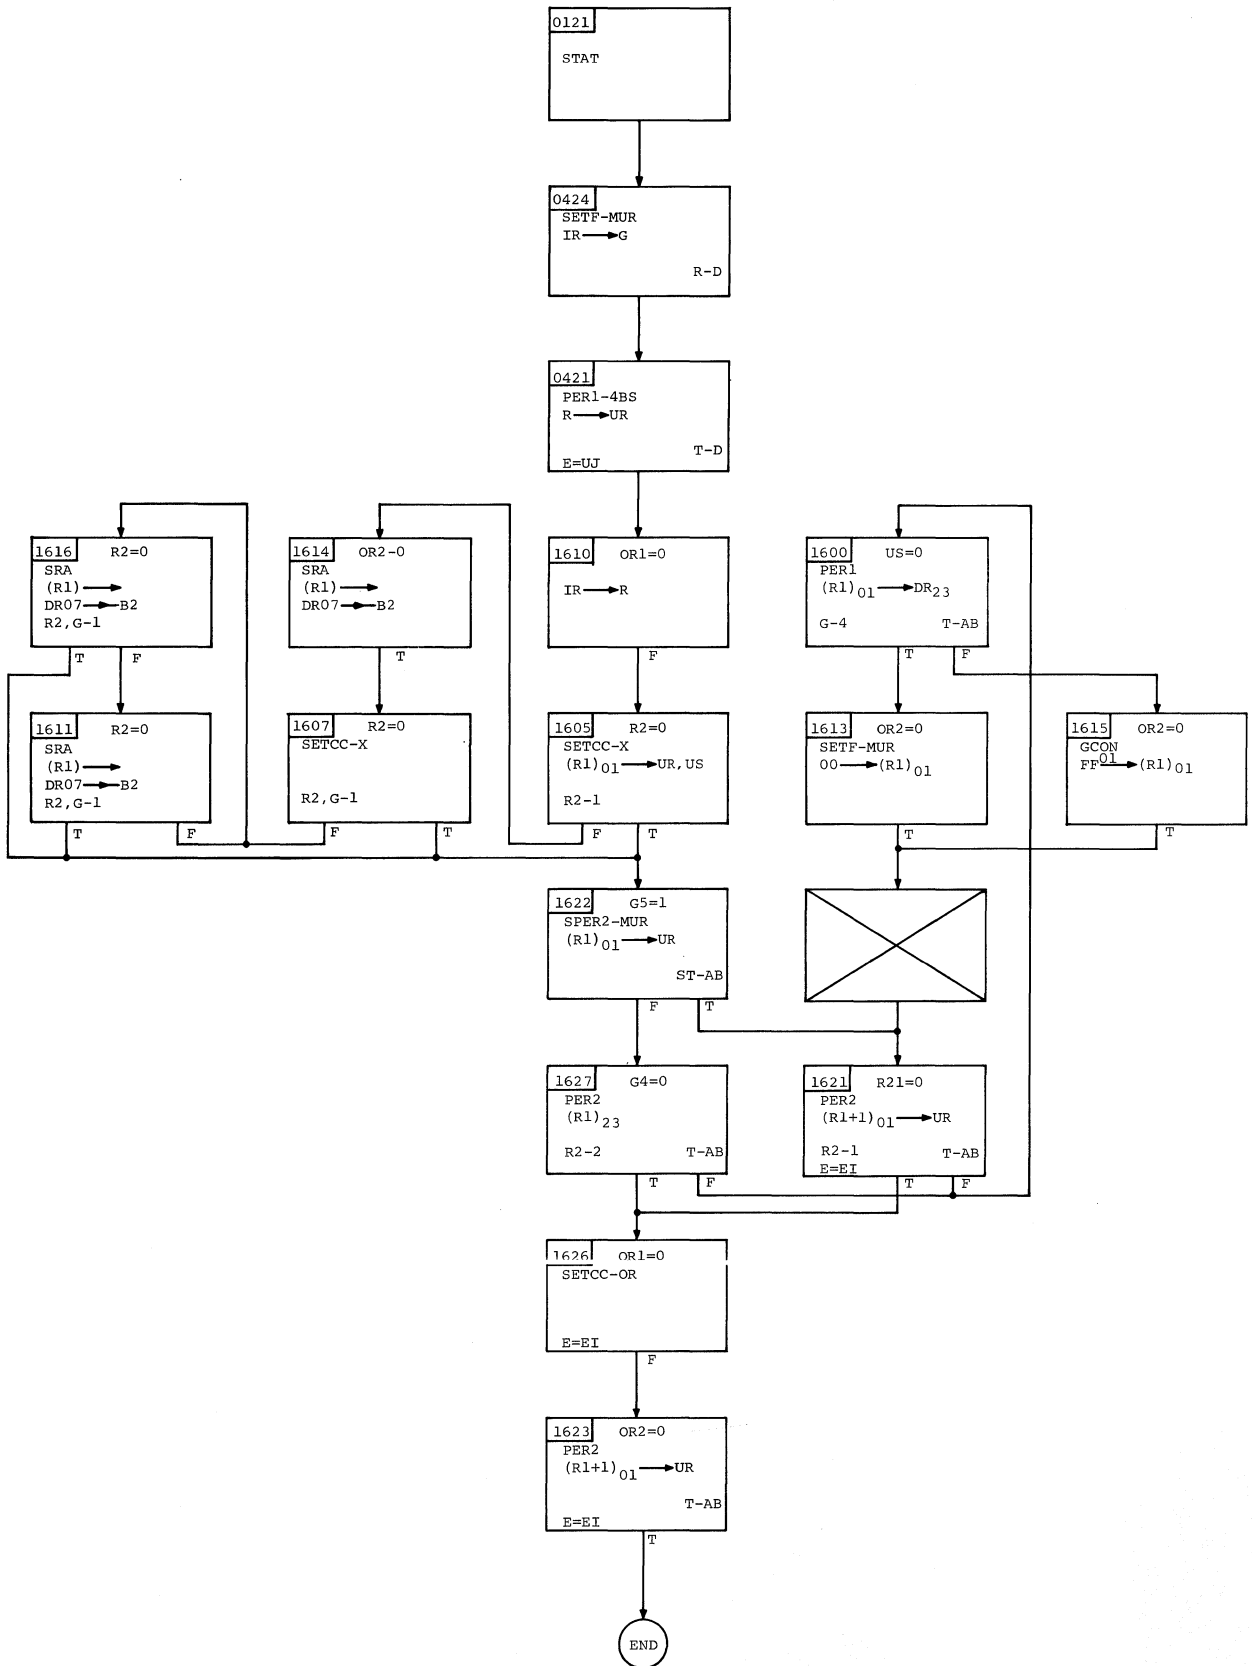 0121
STAT
0424
SETF-MUR
IR→G
R-D
0421
PER1-4BS
R→UR
T-D
E=UJ
1616 R2=0
SRA
(R1)→
DR07→B2
R2,G-1
T F
1614 OR2-0
SRA
(R1)→
DR07→B2
T
1610 OR1=0
IR→R
F
1600 US=0
PER1
(R1)01→DR23
G-4 T-AB
T F
1611 R2=0
SRA
(R1)→
DR07→B2
R2,G-1
T F
1607 R2=0
SETCC-X
R2,G-1
F T
1605 R2=0
SETCC-X
(R1)01→UR,US
R2-1
F T
1613 OR2=0
SETF-MUR
00→(R1)01
T
1615 OR2=0
GCON
FF01→(R1)01
T
1622 G5=1
SPER2-MUR
(R1)01→UR
ST-AB
F T
1627 G4=0
PER2
(R1)23
R2-2 T-AB
T F
1621 R21=0
PER2
(R1+1)01→UR
R2-1 T-AB
E=EI
T F
1626 OR1=0
SETCC-OR
E=EI
F
1623 OR2=0
PER2
(R1+1)01→UR
T-AB
E=EI
T
END